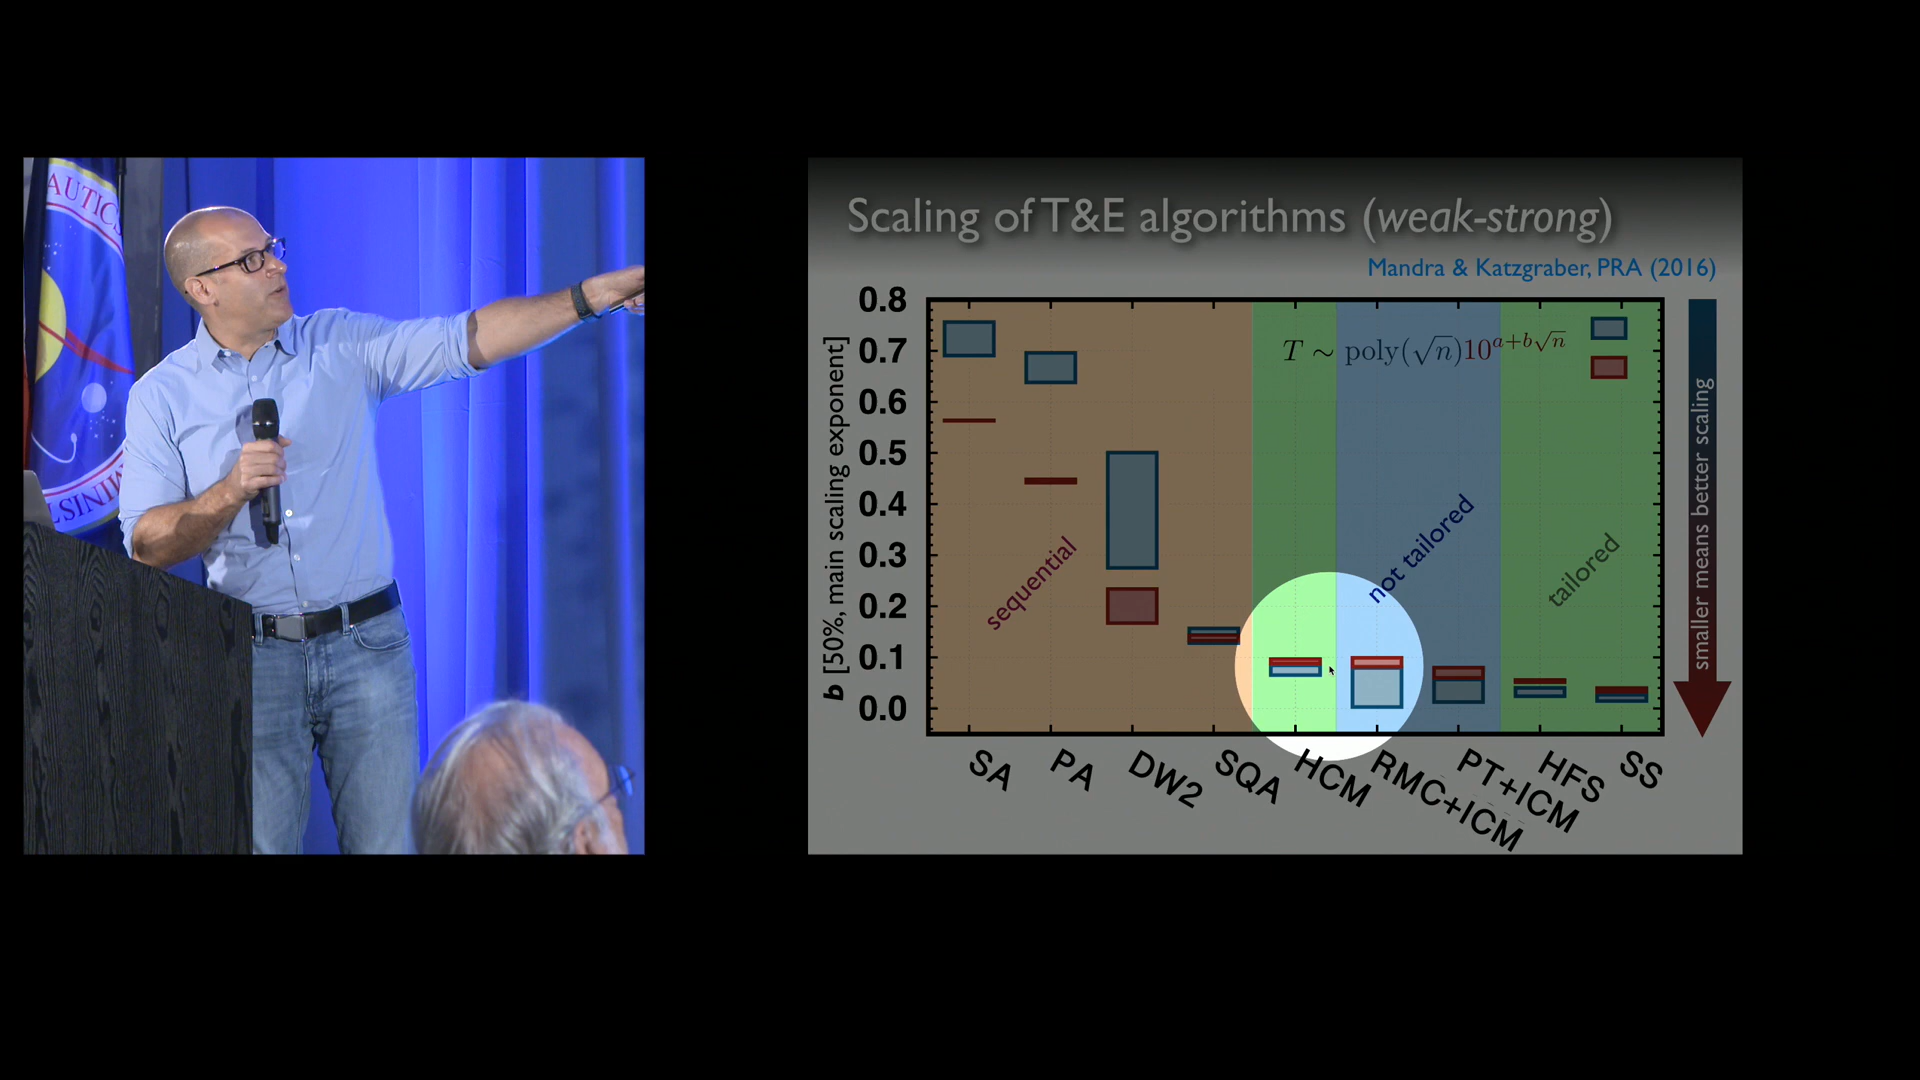 AUTIC
MINIST
Scaling of T&E algorithms (weak-strong)
Mandra & Katzgraber, PRA (2016)
0.8
0.7
0.6
0.5
0.4
0.3
0.2
0.1
0.0
b [50%, main scaling exponent]
T ∼ poly(√n)10^{a+b√n}
sequential
not tailored
tailored
smaller means better scaling
SA
PA
DW2
SQA
HCM
RMC+ICM
PT+ICM
HFS
SS